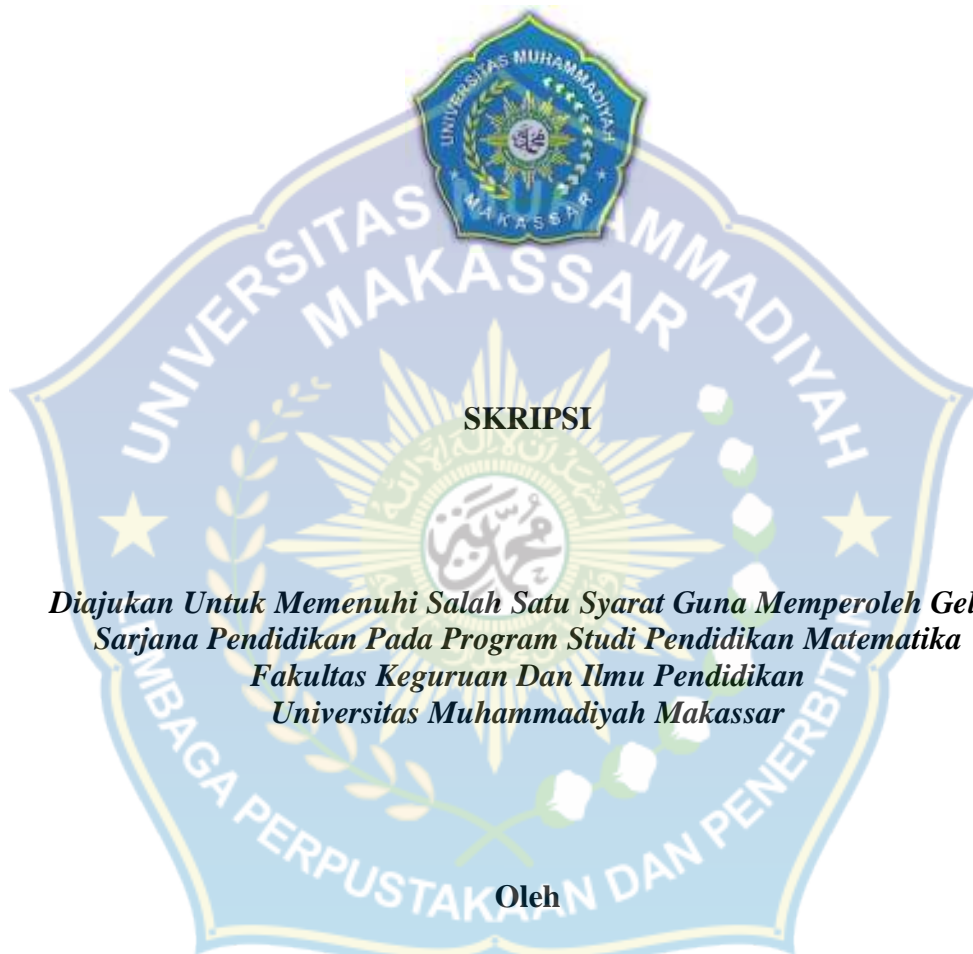 UNIVERSITAS MUHAMMADIYAH
MAKASSAR
UNIVERSITAS MUHAMMADIYAH
MAKASSAR
SKRIPSI
Diajukan Untuk Memenuhi Salah Satu Syarat Guna Memperoleh Gel
Sarjana Pendidikan Pada Program Studi Pendidikan Matematika
Fakultas Keguruan Dan Ilmu Pendidikan
Universitas Muhammadiyah Makassar
LEMBAGA PERPUSTAKAAN DAN PENERBITAN
Oleh